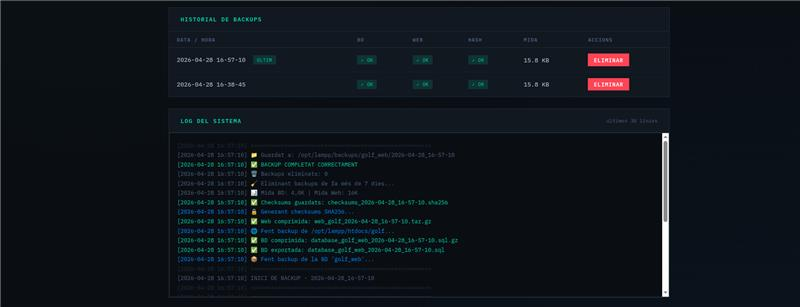 HISTORIAL DE BACKUPS
DATA / HORA BD WEB HASH MIDA ACCIONS
2026-04-28 16-57-10 ÚLTIM ✓ OK ✓ OK ✓ OK 15.8 KB ELIMINAR
2026-04-28 16-38-45 ✓ OK ✓ OK ✓ OK 15.8 KB ELIMINAR
LOG DEL SISTEMA últimes 30 línies
[2026-04-28 16:57:10]
[2026-04-28 16:57:10] 📁 Guardat a: /opt/lampp/backups/golf_web/2026-04-28_16-57-10
[2026-04-28 16:57:10] ✅ BACKUP COMPLETAT CORRECTAMENT
[2026-04-28 16:57:10] 🗑️ Backups eliminats: 0
[2026-04-28 16:57:10] 🧹 Eliminant backups de fa més de 7 dies...
[2026-04-28 16:57:10] 📊 Mida BD: 4,0K | Mida Web: 16K
[2026-04-28 16:57:10] ✅ Checksums guardats: checksums_2026-04-28_16-57-10.sha256
[2026-04-28 16:57:10] 🔒 Generant checksums SHA256...
[2026-04-28 16:57:10] ✅ Web comprimida: web_golf_2026-04-28_16-57-10.tar.gz
[2026-04-28 16:57:10] 🌐 Fent backup de /opt/lampp/htdocs/golf...
[2026-04-28 16:57:10] ✅ BD comprimida: database_golf_web_2026-04-28_16-57-10.sql.gz
[2026-04-28 16:57:10] ✅ BD exportada: database_golf_web_2026-04-28_16-57-10.sql
[2026-04-28 16:57:10] 📦 Fent backup de la BD 'golf_web'...
[2026-04-28 16:57:10]
[2026-04-28 16:57:10] INICI DE BACKUP - 2026-04-28_16-57-10
[2026-04-28 16:57:10]